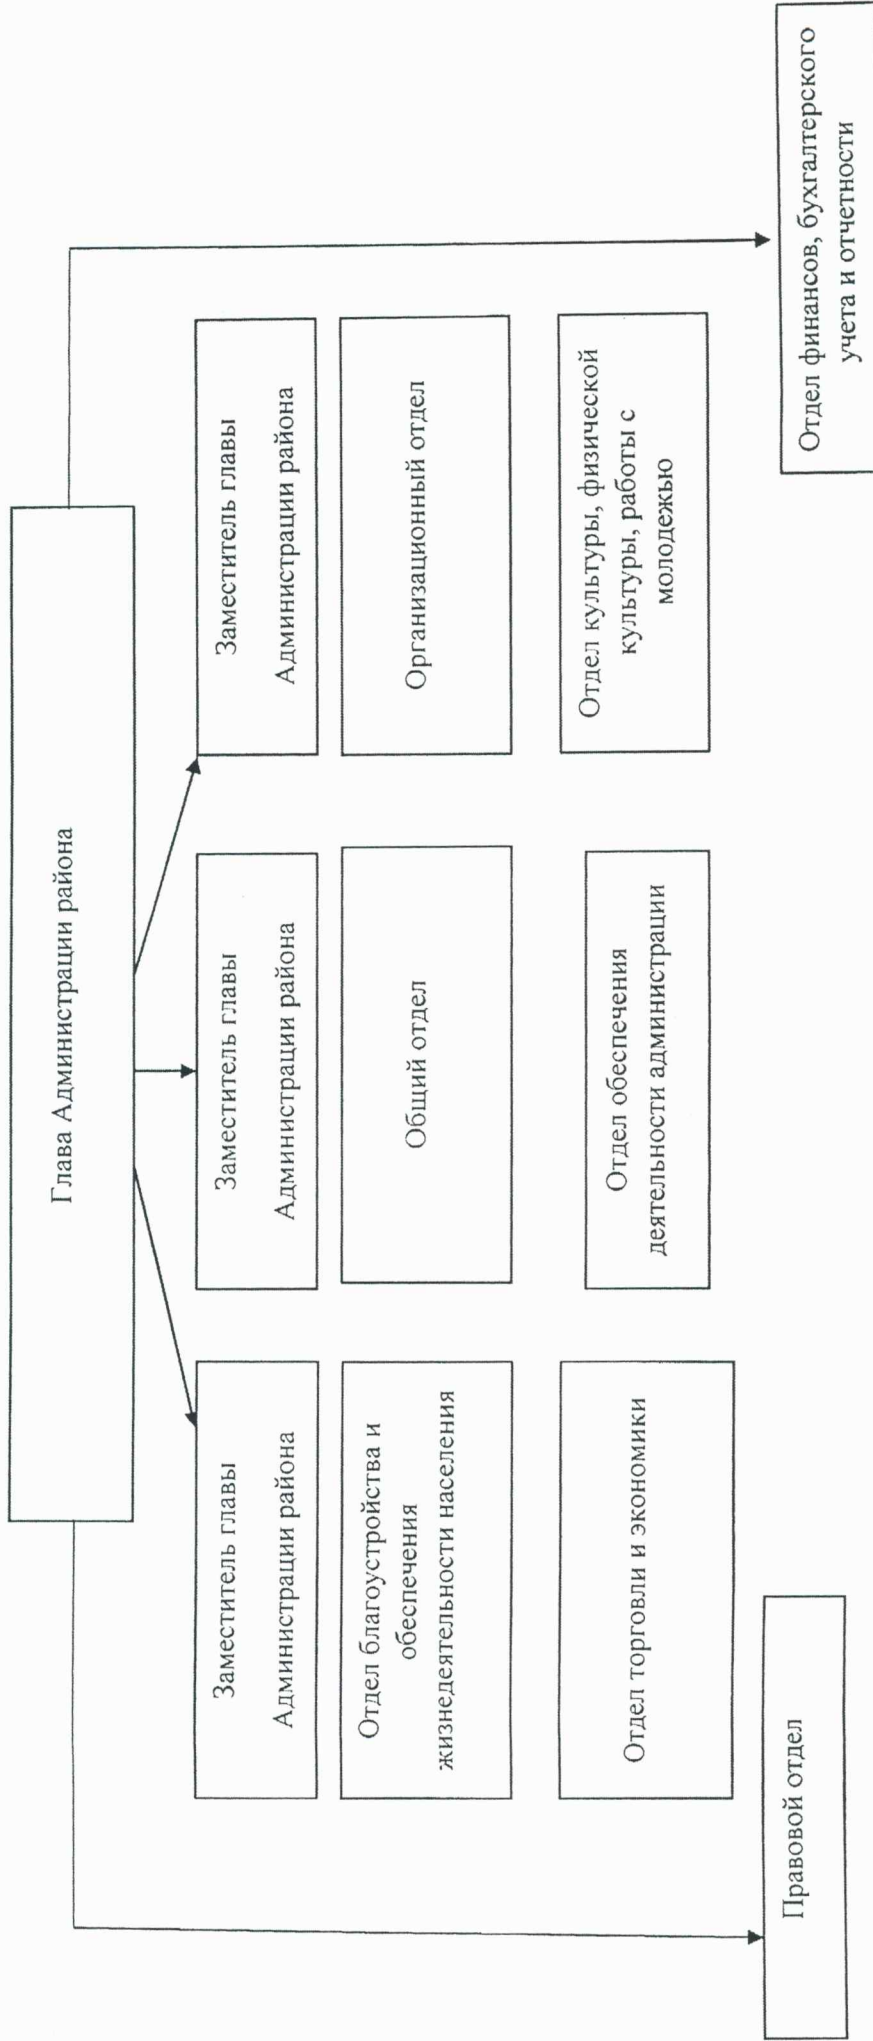 Глава Администрации района
Заместитель главы
Администрации района
Заместитель главы
Администрации района
Заместитель главы
Администрации района
Отдел благоустройства и
обеспечения
жизнедеятельности населения
Общий отдел
Организационный отдел
Отдел торговли и экономики
Отдел обеспечения
деятельности администрации
Отдел культуры, физической
культуры, работы с
молодежью
Правовой отдел
Отдел финансов, бухгалтерского
учета и отчетности